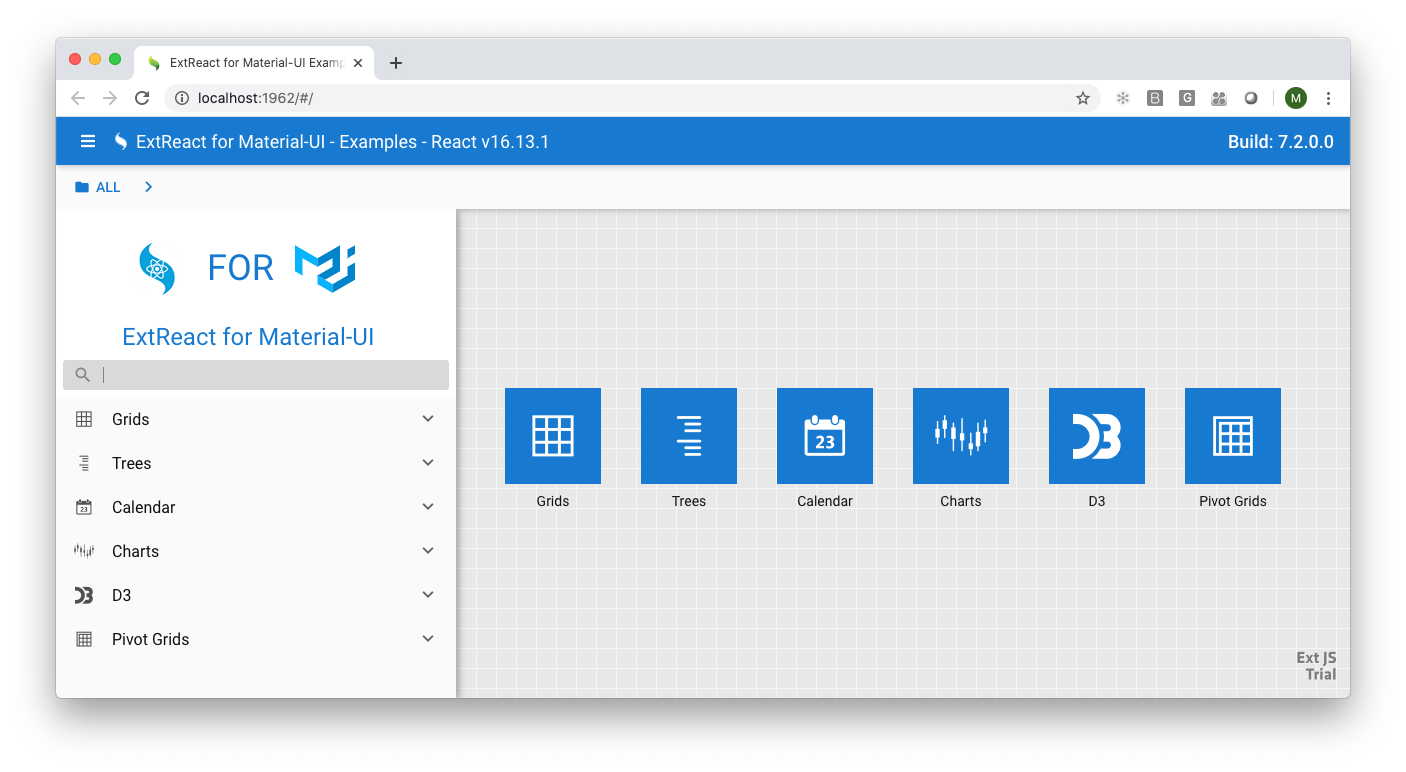 ExtReact for Material-UI Examp
localhost:1962/#/
B
G
M
ExtReact for Material-UI - Examples - React v16.13.1
Build: 7.2.0.0
ALL
FOR
ExtReact for Material-UI
Grids
Trees
23
Calendar
Charts
D3
Pivot Grids
23
Grids
Trees
Calendar
Charts
D3
Pivot Grids
Ext JS
Trial